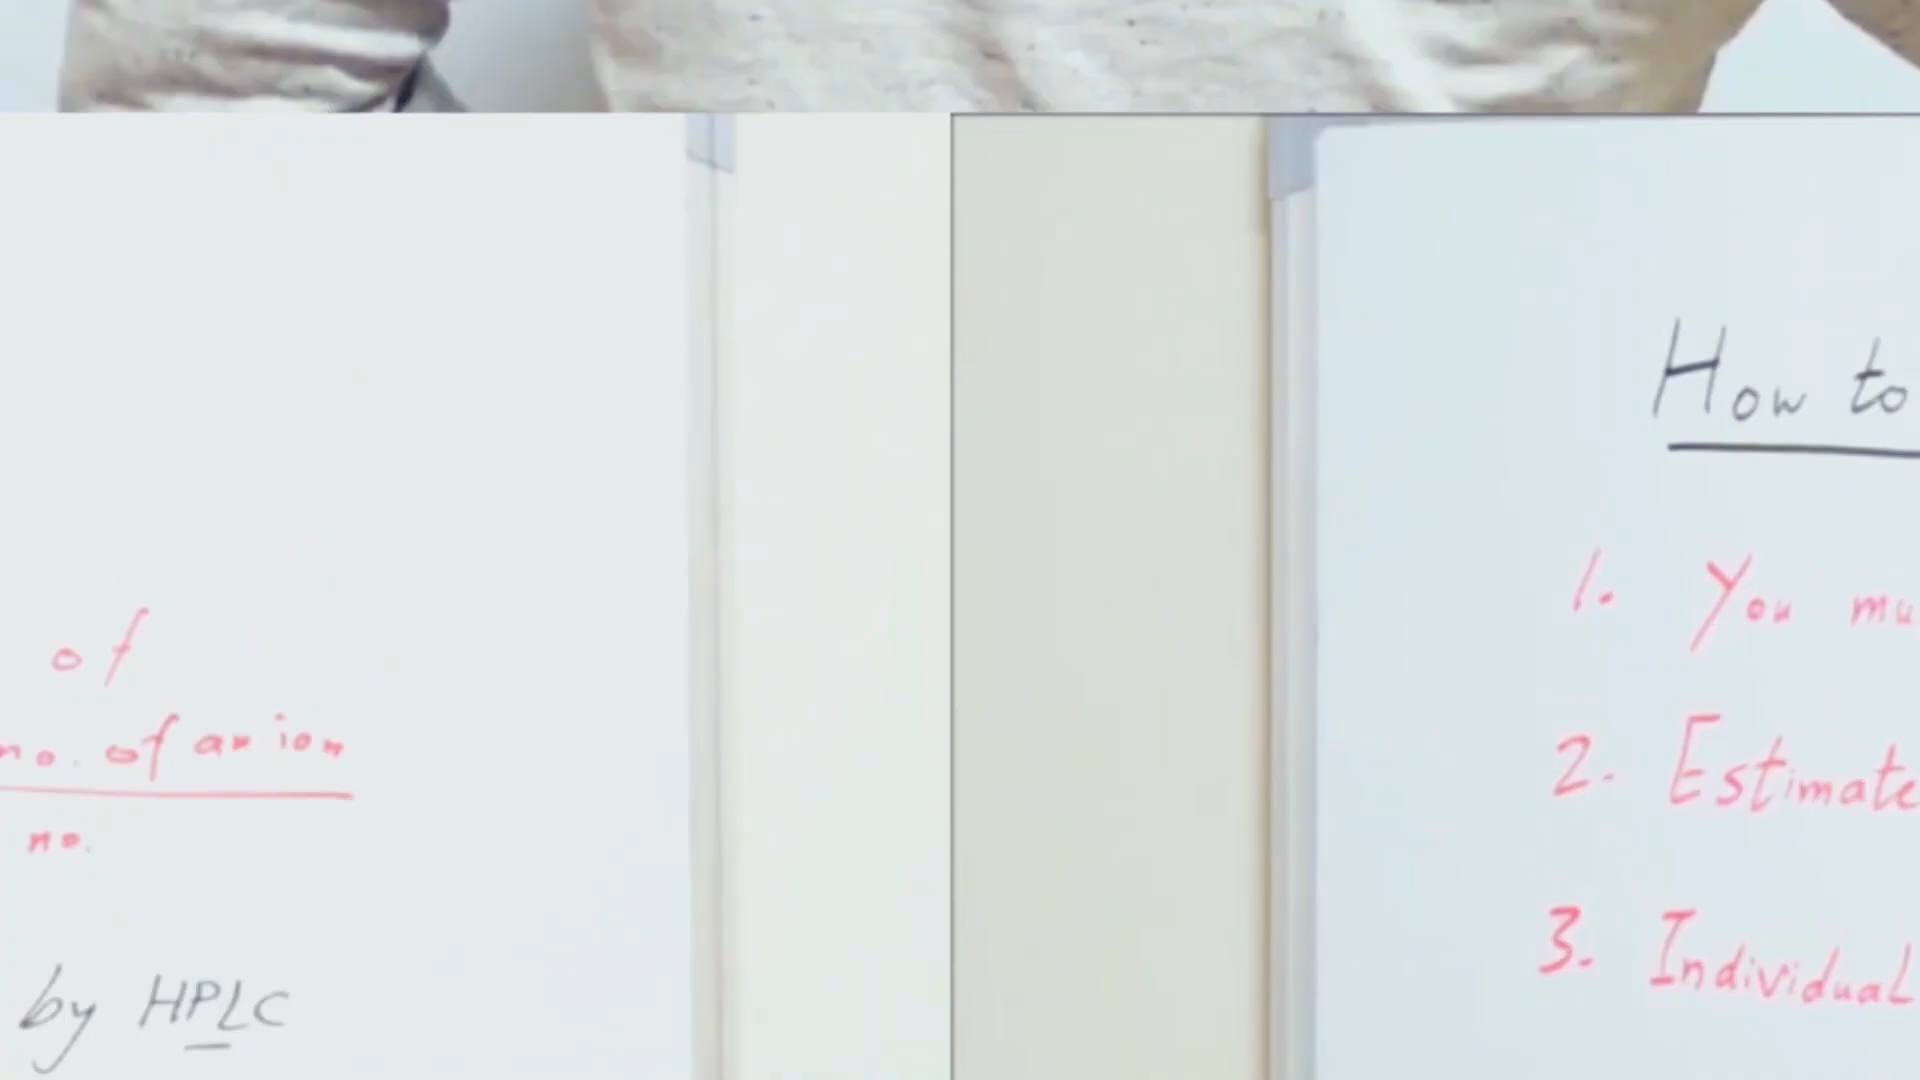 of
no. of anion
no.
by HPLC
How to
1. You mu
2. Estimate
3. Individual